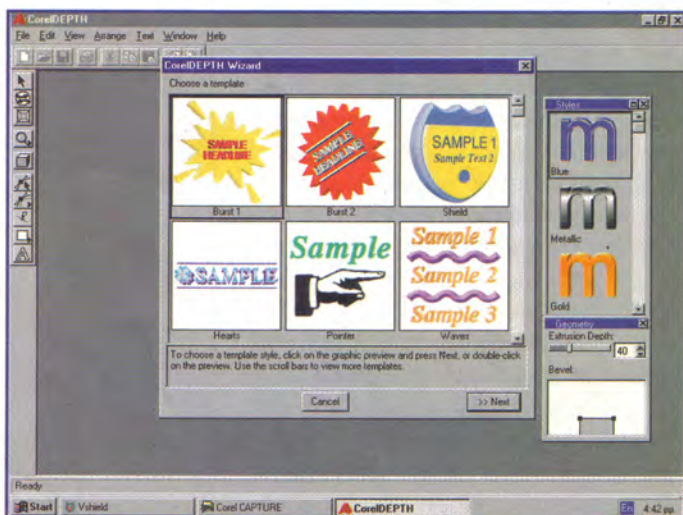 CorelDEPTH
File Edit View Arrange Text Window Help
CorelDEPTH Wizard
Choose a template
SAMPLE
HEADLINE
Burst 1
SAMPLE
HEADLINE
Burst 2
SAMPLE 1
Sample Text 2
Shield
SAMPLE
Hearts
Sample
Pointer
Sample 1
Sample 2
Sample 3
Waves
To choose a template style, click on the graphic preview and press Next, or double-click
on the preview. Use the scroll bars to view more templates.
Cancel
>> Next
Styles
m
Blue
m
Metallic
m
Gold
Geometry
Extrusion Depth:
40
Bevel:
Ready
Start Vshield Corel CAPTURE CorelDEPTH En 4:42 μμ